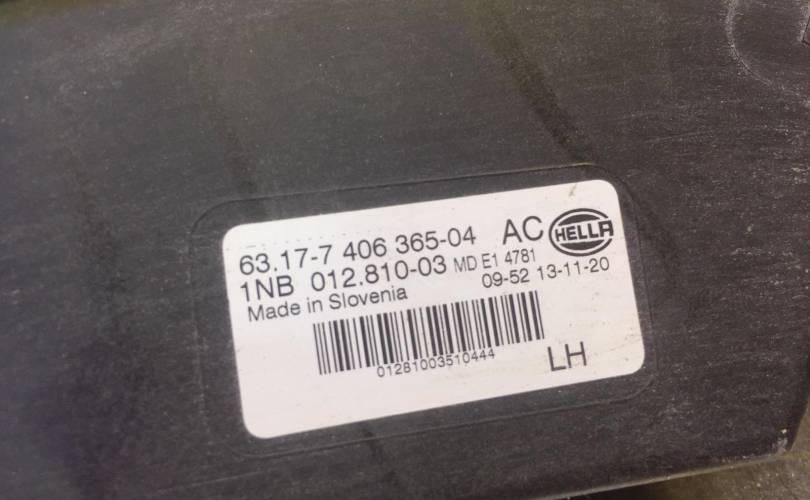 63.17-7 406 365-04 AC HELLA
1NB 012.810-03 MD E1 4781
Made in Slovenia 09-52 13-11-20
01281003510444
LH